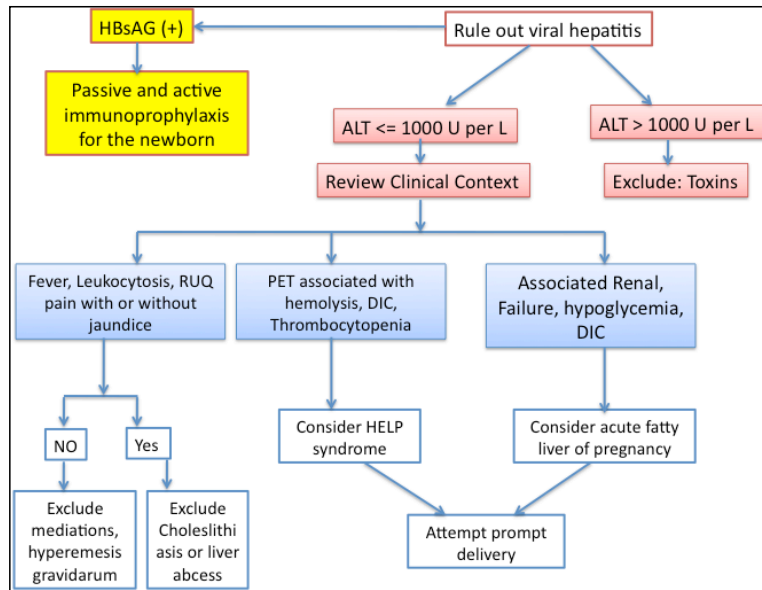 HBsAG (+)
Rule out viral hepatitis
Passive and active
immunoprophylaxis
for the newborn
ALT <= 1000 U per L
ALT > 1000 U per L
Review Clinical Context
Exclude: Toxins
Fever, Leukocytosis, RUQ
pain with or without
jaundice
PET associated with
hemolysis, DIC,
Thrombocytopenia
Associated Renal,
Failure, hypoglycemia,
DIC
NO
Yes
Consider HELP
syndrome
Consider acute fatty
liver of pregnancy
Exclude
mediations,
hyperemesis
gravidarum
Exclude
Choleslithi
asis or liver
abcess
Attempt prompt
delivery